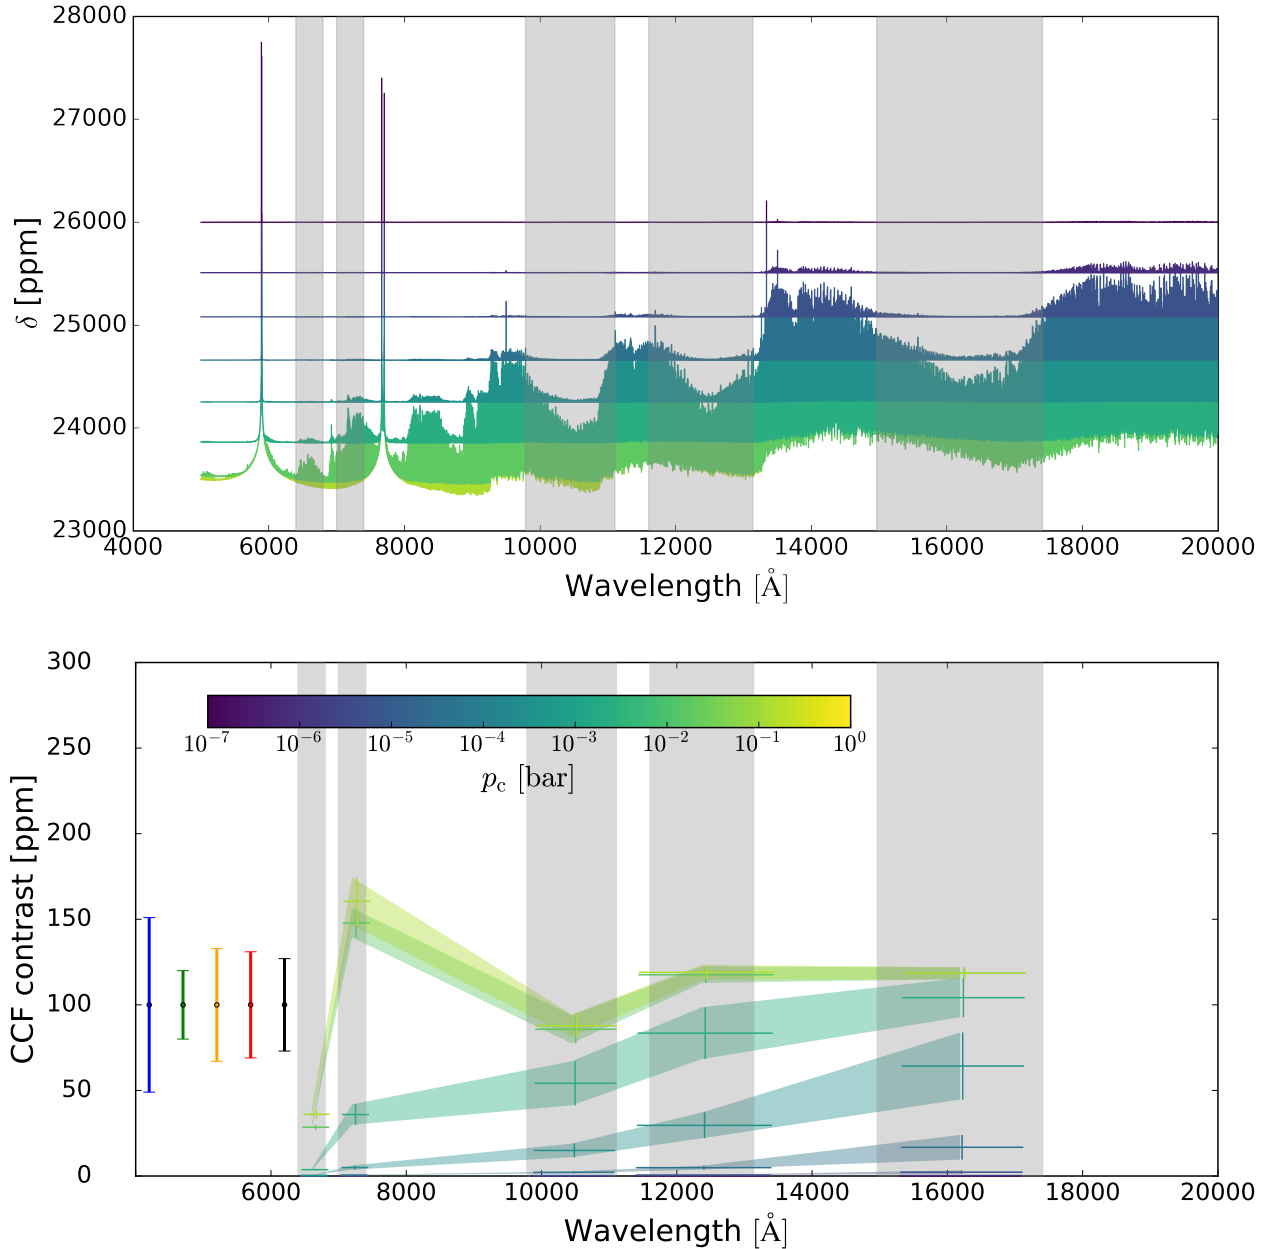 28000
27000
26000
25000
24000
23000
δ [ppm]
4000 6000 8000 10000 12000 14000 16000 18000 20000
Wavelength [Å]
300
250
200
150
100
50
0
CCF contrast [ppm]
10⁻⁷ 10⁻⁶ 10⁻⁵ 10⁻⁴ 10⁻³ 10⁻² 10⁻¹ 10⁰
p_c [bar]
6000 8000 10000 12000 14000 16000 18000 20000
Wavelength [Å]